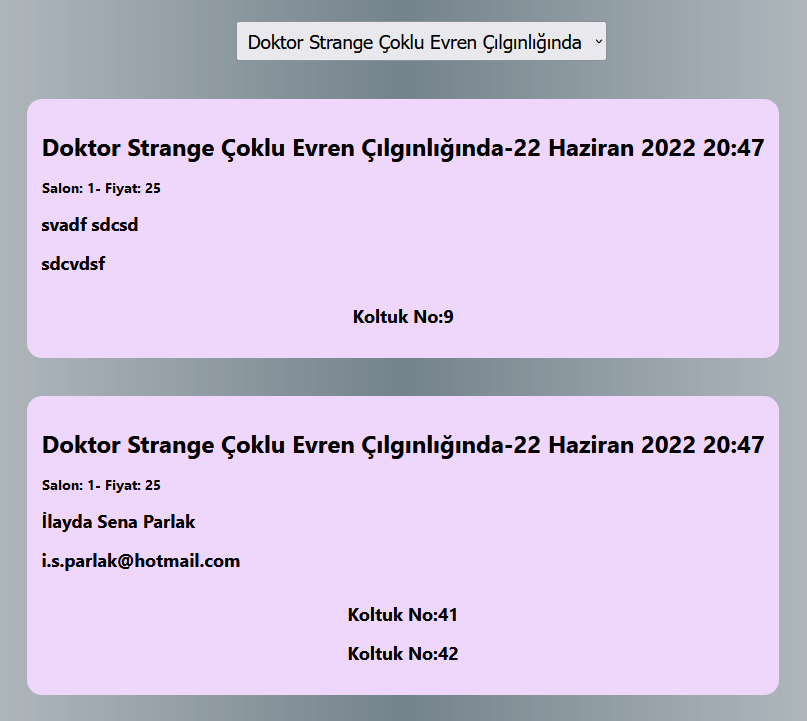 Doktor Strange Çoklu Evren Çılgınlığında
Doktor Strange Çoklu Evren Çılgınlığında-22 Haziran 2022 20:47
Salon: 1- Fiyat: 25
svadf sdcsd
sdcvdsf
Koltuk No:9
Doktor Strange Çoklu Evren Çılgınlığında-22 Haziran 2022 20:47
Salon: 1- Fiyat: 25
İlayda Sena Parlak
i.s.parlak@hotmail.com
Koltuk No:41
Koltuk No:42